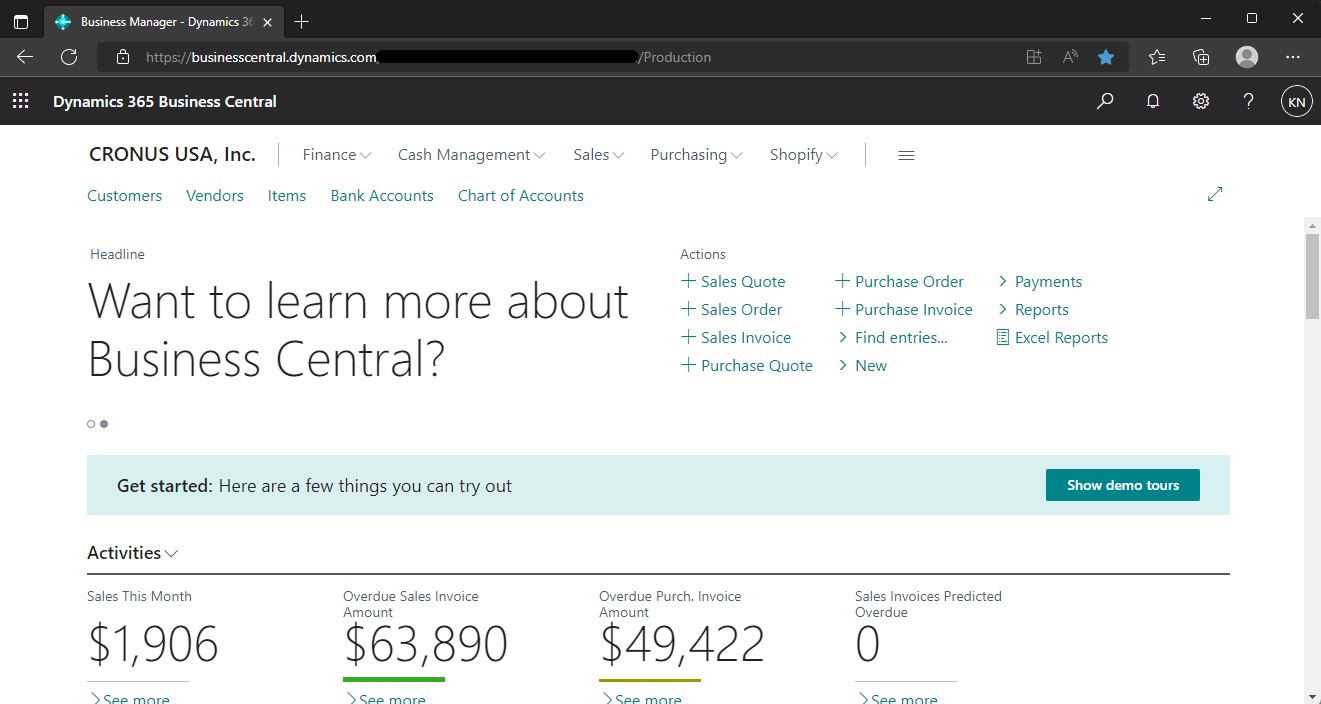 Business Manager - Dynamics 36
https://businesscentral.dynamics.com
/Production
Dynamics 365 Business Central
KN
CRONUS USA, Inc.
Finance
Cash Management
Sales
Purchasing
Shopify
Customers
Vendors
Items
Bank Accounts
Chart of Accounts
Headline
Want to learn more about
Business Central?
Actions
+ Sales Quote
+ Sales Order
+ Sales Invoice
+ Purchase Quote
+ Purchase Order
+ Purchase Invoice
> Find entries...
> New
> Payments
> Reports
Excel Reports
Get started: Here are a few things you can try out
Show demo tours
Activities
Sales This Month
$1,906
>See more
Overdue Sales Invoice
Amount
$63,890
>See more
Overdue Purch. Invoice
Amount
$49,422
>See more
Sales Invoices Predicted
Overdue
0
>See more